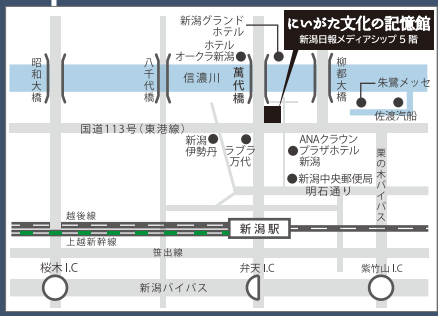 新潟グランド
ホテル
ホテル
オークラ新潟
にいがた文化の記憶館
新潟日報メディアシップ5階
昭和大橋
八千代橋
信濃川
萬代橋
柳都大橋
朱鷺メッセ
佐渡汽船
国道113号(東港線)
新潟
伊勢丹
ラブラ
万代
ANAクラウン
プラザホテル
新潟
新潟中央郵便局
明石通り
栗の木バイパス
越後線
新潟駅
上越新幹線
笹出線
桜木I.C
弁天I.C
紫竹山I.C
新潟バイパス